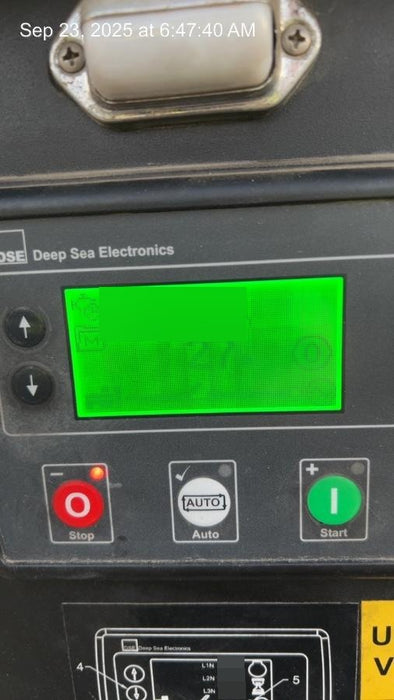 Sep 23, 2025 at 6:47:40 AM
DSE Deep Sea Electronics
−
Stop
AUTO
Auto
+
I
Start
DSE Deep Sea Electronics
L1N
L2N
L3N
4
5
U
V